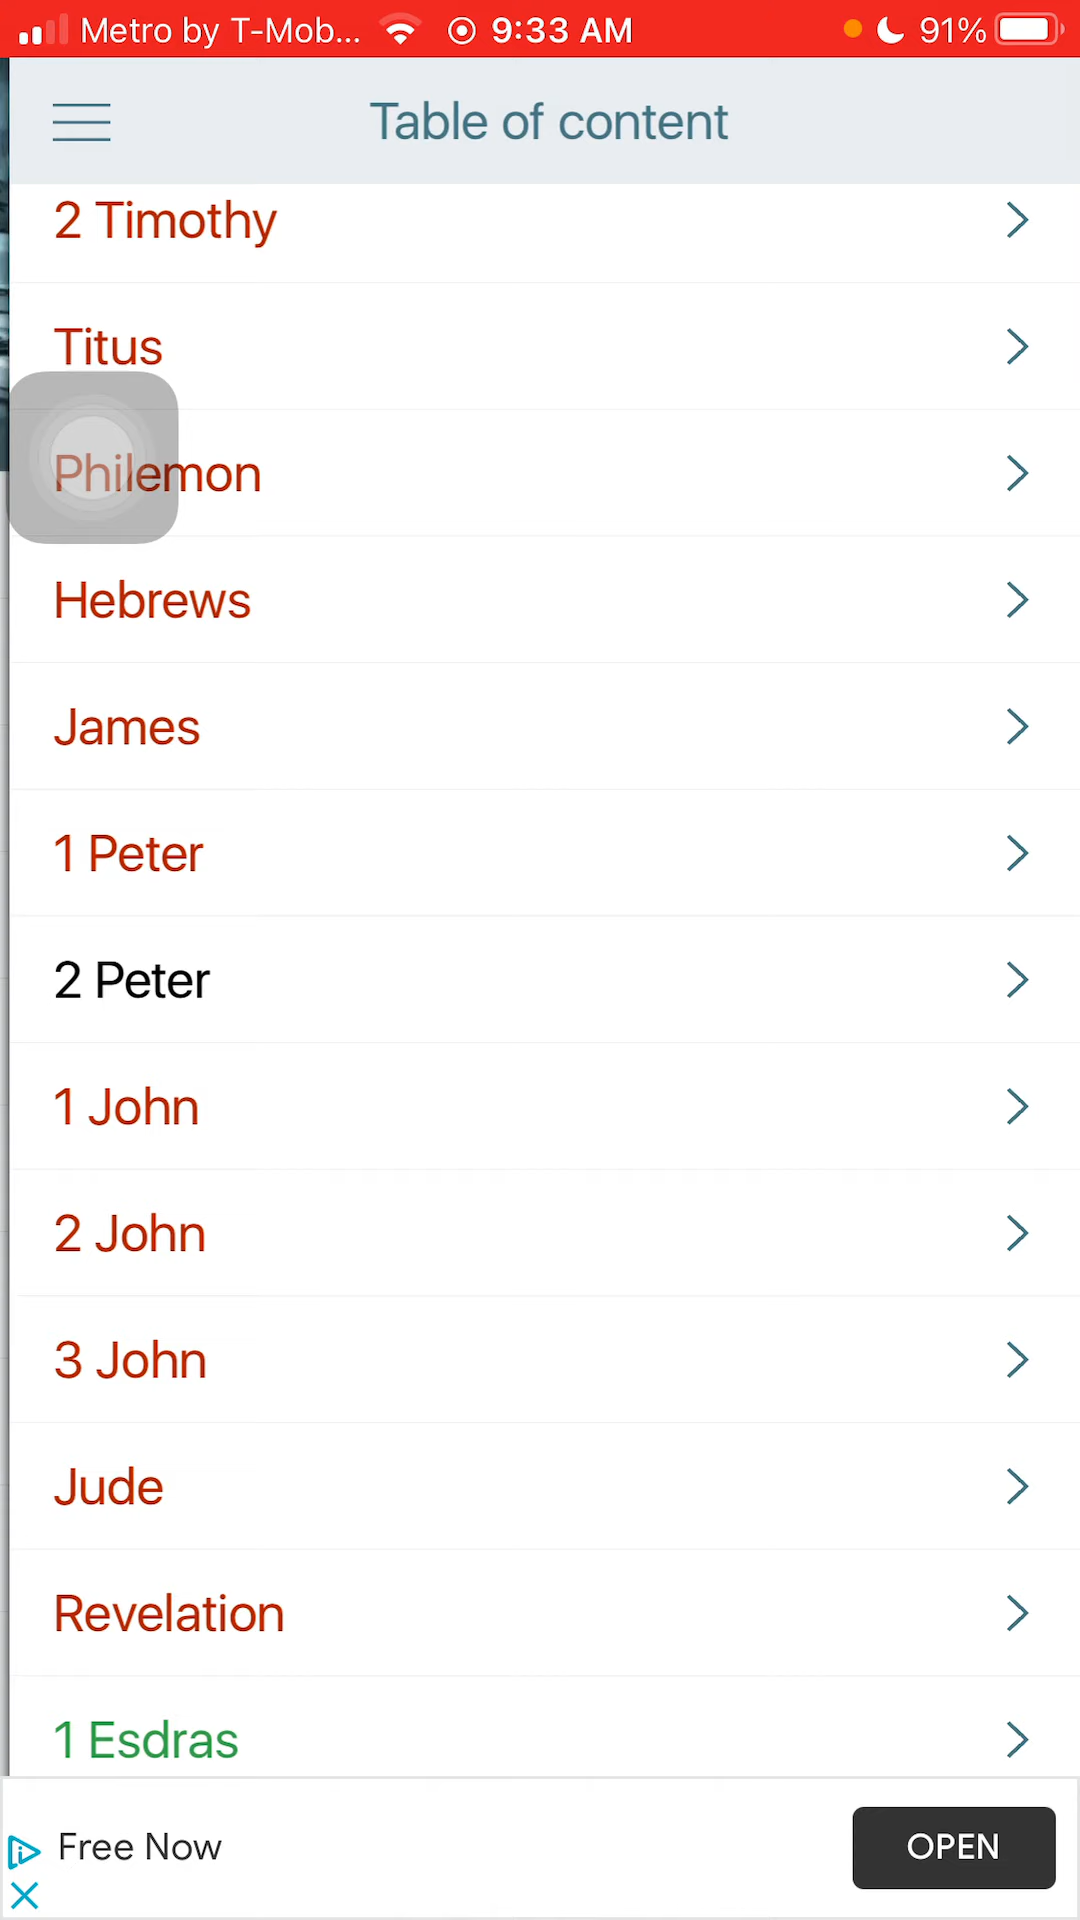 Metro by T-Mob... 9:33 AM 91%
Table of content
2 Timothy
Titus
Philemon
Hebrews
James
1 Peter
2 Peter
1 John
2 John
3 John
Jude
Revelation
1 Esdras
Free Now
OPEN